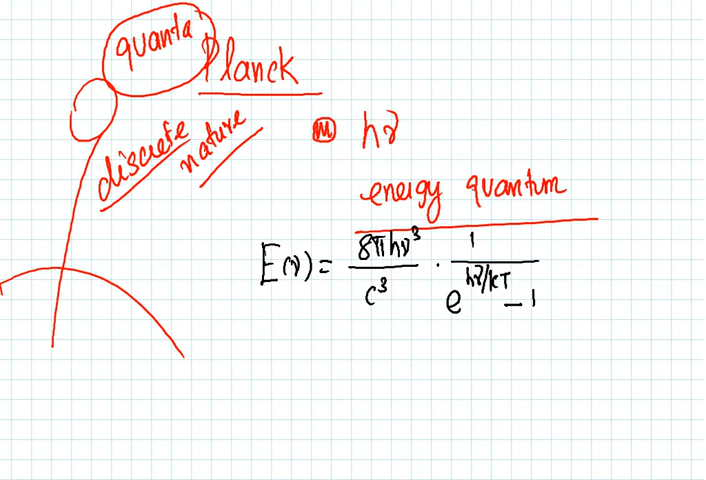 quanta
Planck
discrete
nature
m hν
energy quantum
E(ν) = 8πhν³/c³ · 1/(e^(hν/kT) − 1)